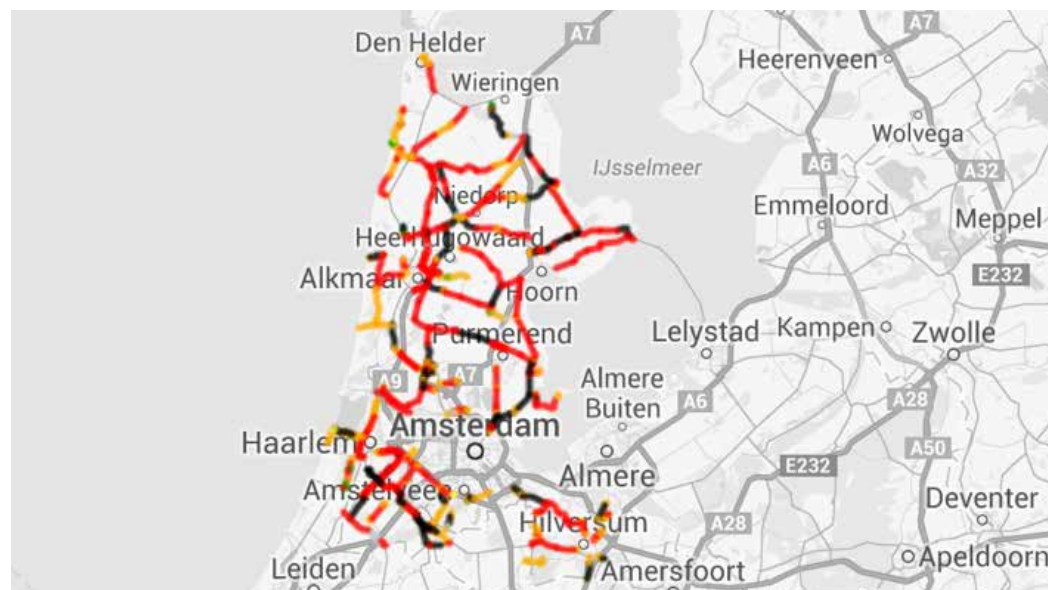 Den Helder
A7
A7
Heerenveen
Wieringen
Wolvega
IJsselmeer
A6
A32
Niedorp
Emmeloord
Meppel
Heerhugowaard
Alkmaar
E232
Hoorn
Purmerend
Lelystad
Kampen
Zwolle
A9
A7
Almere
Buiten
A6
A28
Haarlem
Amsterdam
A50
E232
Almere
Amstelveen
Deventer
Hilversum
A28
Leiden
Amersfoort
Apeldoorn